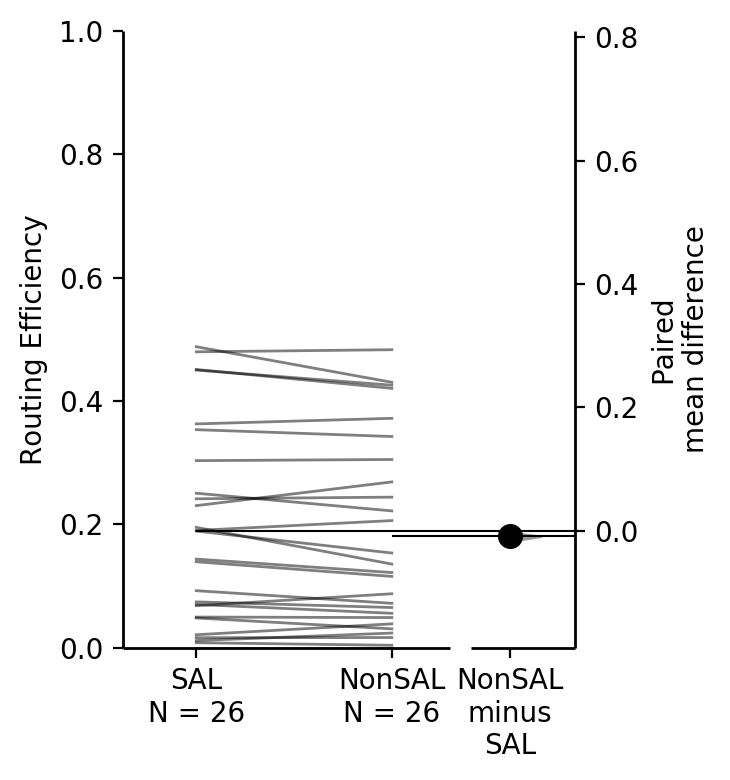 1.0
0.8
0.6
0.4
0.2
0.0
Routing Efficiency
SAL
N = 26
NonSAL
N = 26
NonSAL
minus
SAL
0.8
0.6
0.4
0.2
0.0
Paired
mean difference